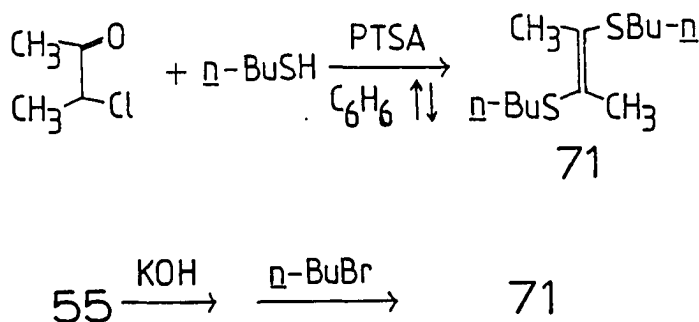 CH3 O PTSA CH3 SBu-n
+ n-BuSH
CH3 Cl C6H6 ↑↓ n-BuS CH3
71
55 KOH n-BuBr 71